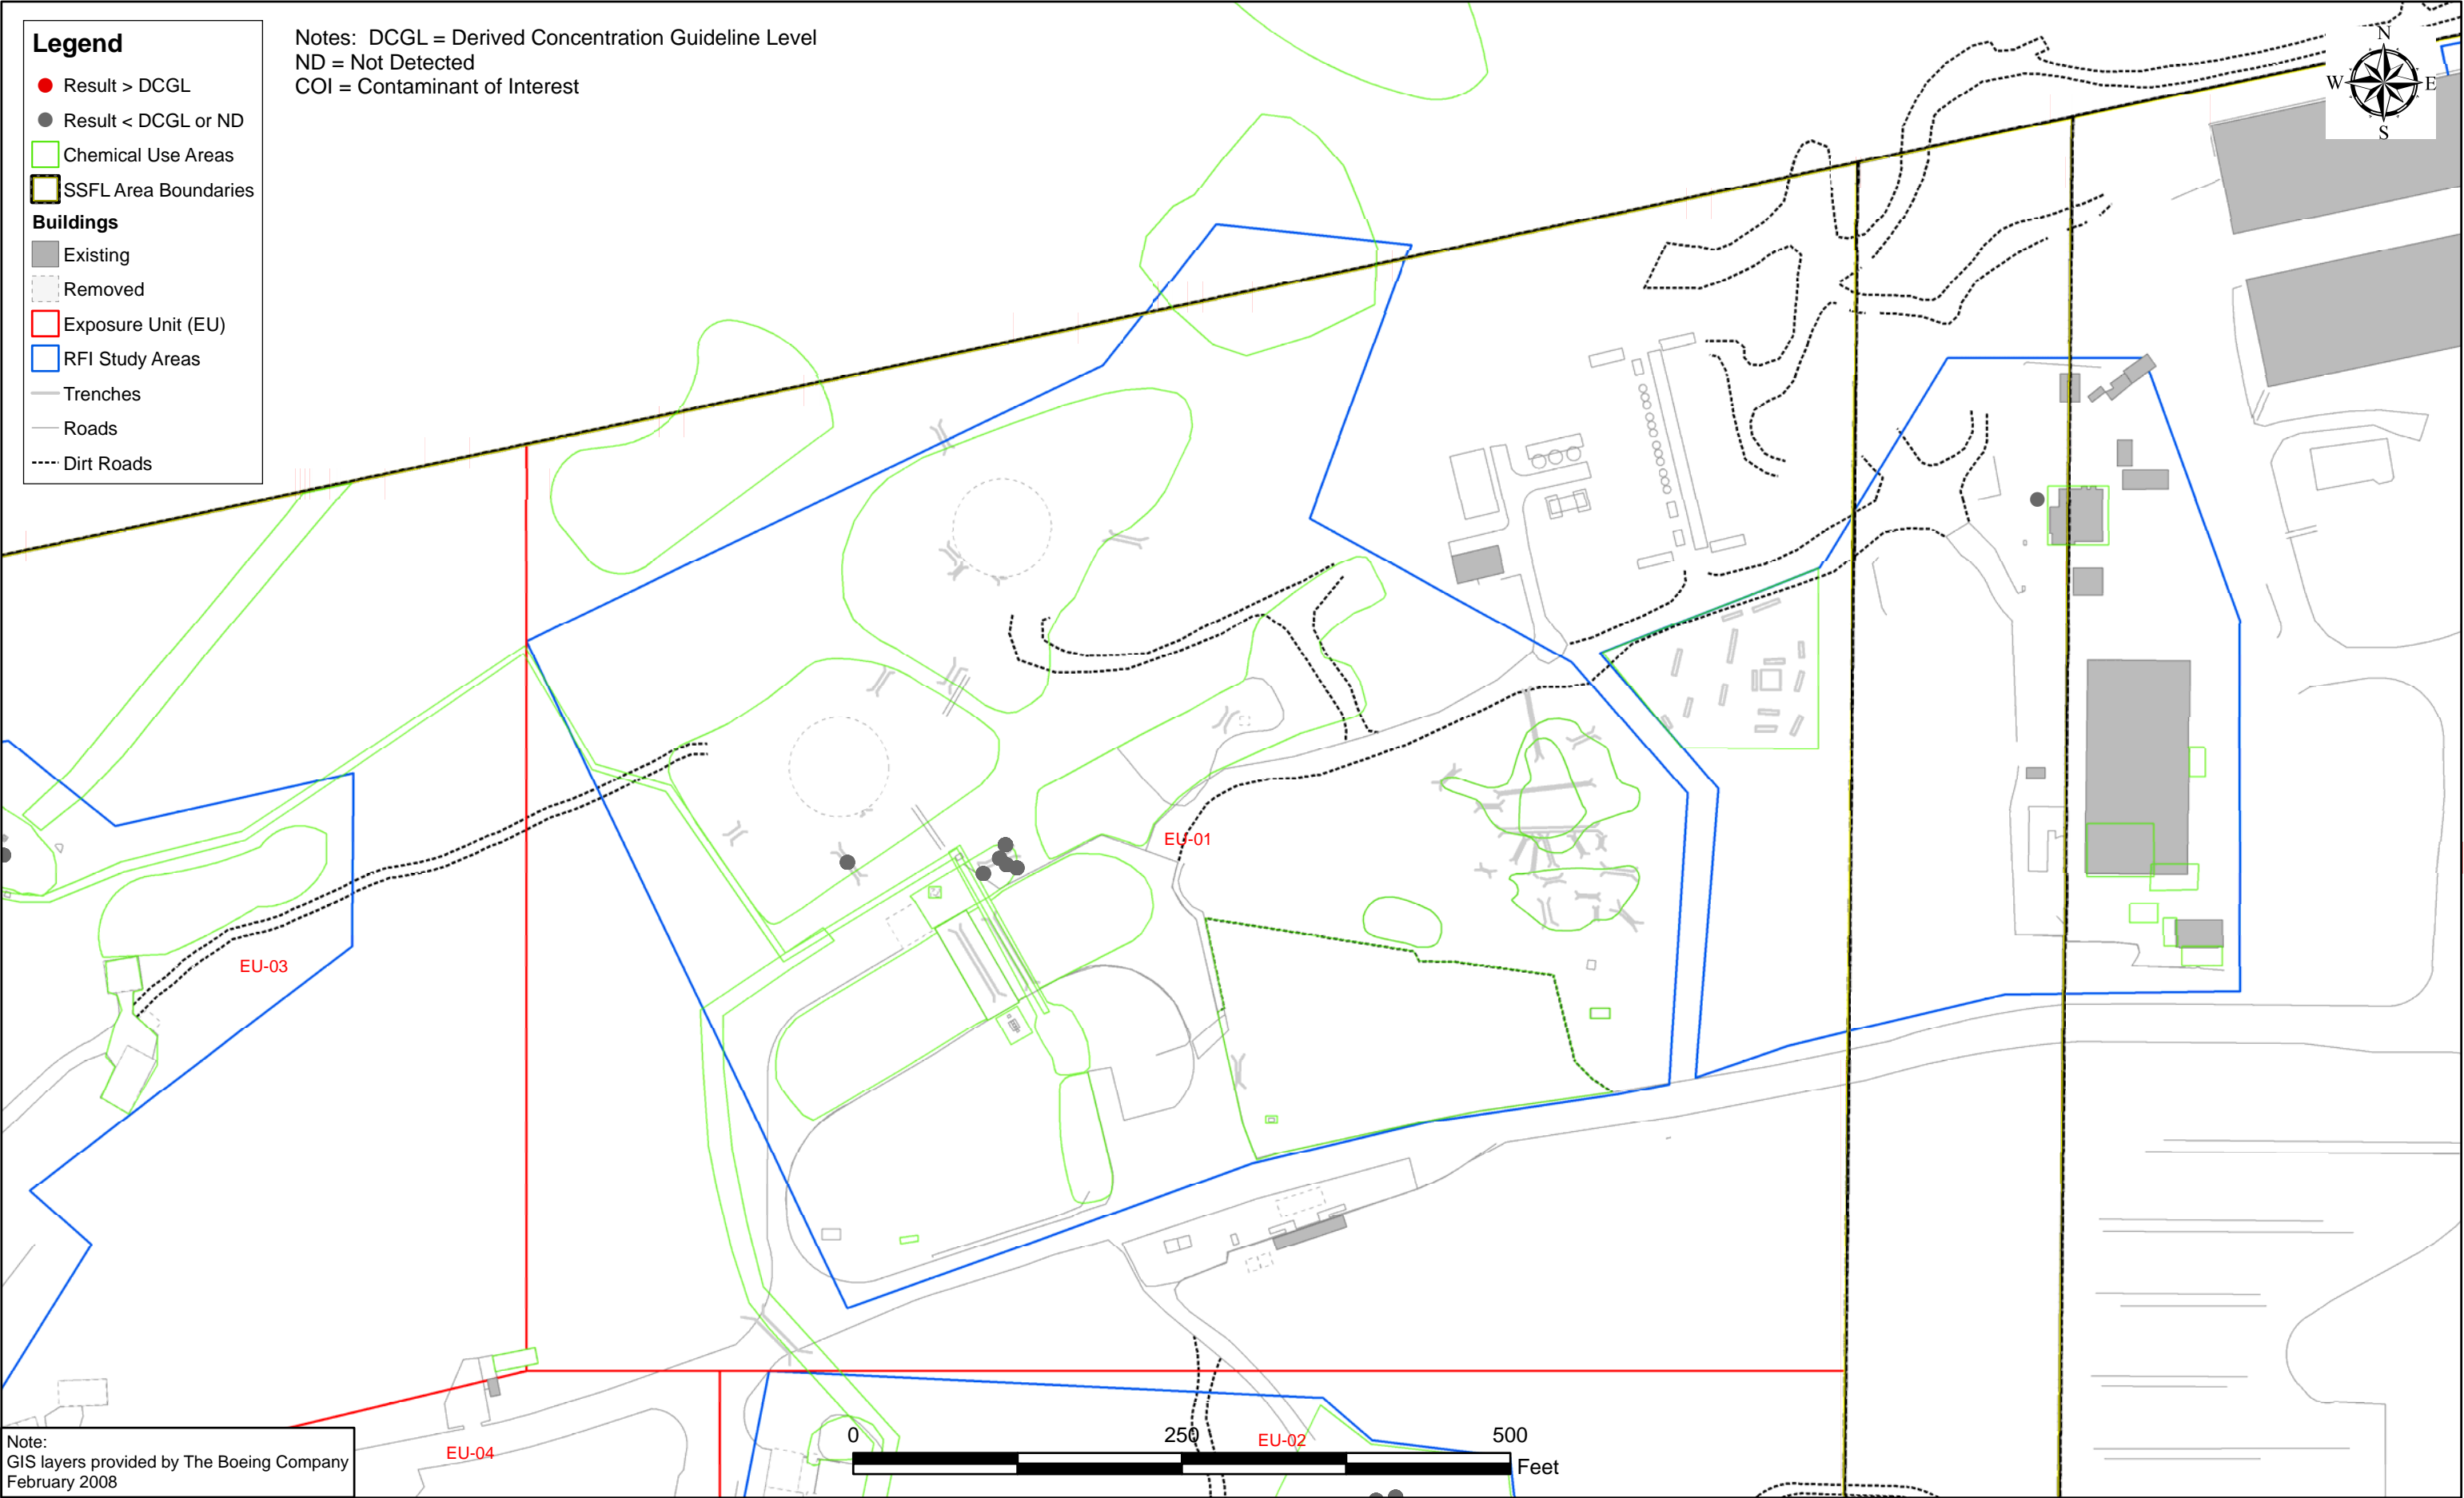 Legend
Result > DCGL
Result < DCGL or ND
Chemical Use Areas
SSFL Area Boundaries
Buildings
Existing
Removed
Exposure Unit (EU)
RFI Study Areas
Trenches
Roads
Dirt Roads
Notes:  DCGL = Derived Concentration Guideline Level
ND = Not Detected
COI = Contaminant of Interest
N
W
E
S
EU-01
EU-03
EU-04
EU-02
0
250
500
Feet
Note:
GIS layers provided by The Boeing Company
February 2008